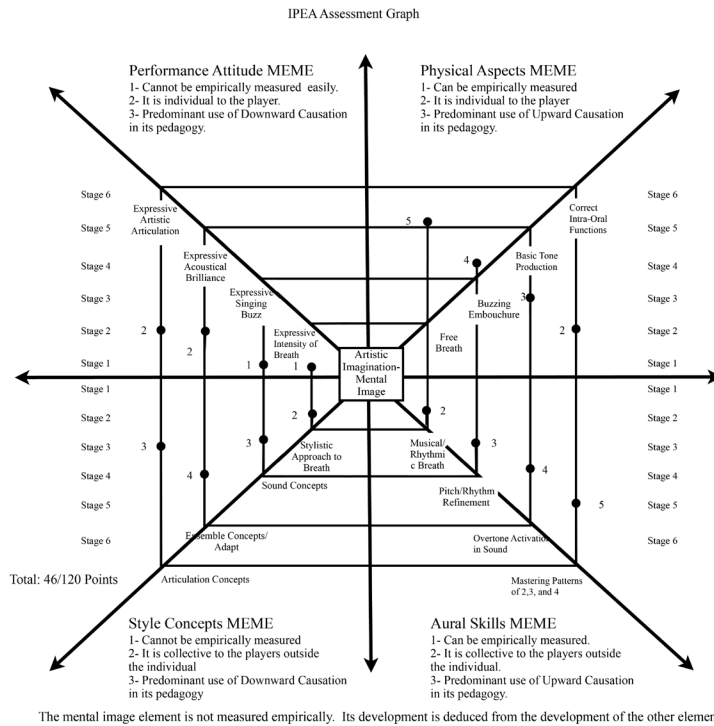 IPEA Assessment Graph
Performance Attitude MEME
1- Cannot be empirically measured easily.
2- It is individual to the player.
3- Predominant use of Downward Causation
in its pedagogy.
Physical Aspects MEME
1- Can be empirically measured
2- It is individual to the player
3- Predominant use of Upward Causation
in its pedagogy.
Stage 6
Stage 5
Stage 4
Stage 3
Stage 2
Stage 1
Stage 1
Stage 2
Stage 3
Stage 4
Stage 5
Stage 6
Expressive
Artistic
Articulation
Expressive
Acoustical
Brilliance
Expressive
Singing
Buzz
Expressive
Intensity of
Breath
2
2
1
1
Artistic
Imagination-
Mental
Image
5
4
3
2
Free
Breath
Buzzing
Embouchure
Basic Tone
Production
Correct
Intra-Oral
Functions
Stage 6
Stage 5
Stage 4
Stage 3
Stage 2
Stage 1
Stage 1
Stage 2
Stage 3
Stage 4
Stage 5
Stage 6
3
4
3
2
Stylistic
Approach to
Breath
Sound Concepts
Ensemble Concepts/
Adapt
Articulation Concepts
2
3
4
5
Musical/
Rhythmi
c Breath
Pitch/Rhythm
Refinement
Overtone Activation
in Sound
Mastering Patterns
of 2,3, and 4
Total: 46/120 Points
Style Concepts MEME
1- Cannot be empirically measured
2- It is collective to the players outside
the individual
3- Predominant use of Downward Causation
in its pedagogy
Aural Skills MEME
1- Can be empirically measured.
2- It is collective to the players outside
the individual.
3- Predominant use of Upward Causation
in its pedagogy.
The mental image element is not measured empirically. Its development is deduced from the development of the other eleme